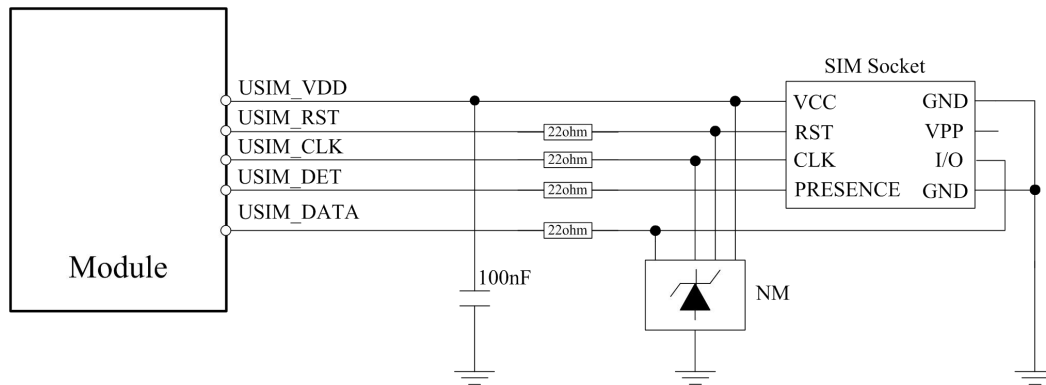 SIM Socket
USIM_VDD
VCC
GND
USIM_RST
22ohm
RST
VPP
USIM_CLK
22ohm
CLK
I/O
USIM_DET
22ohm
PRESENCE
GND
USIM_DATA
22ohm
Module
100nF
NM